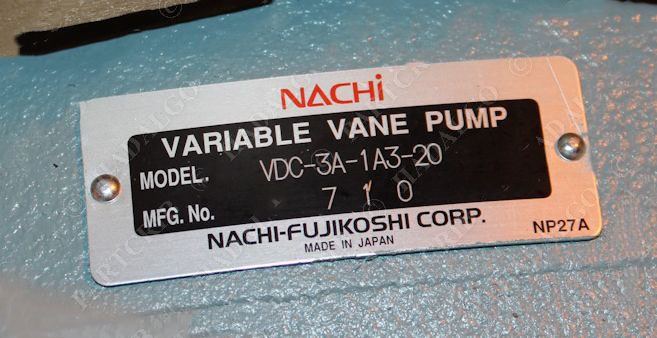 NACHi
VARIABLE VANE PUMP
MODEL. VDC-3A-1A3-20
MFG. No. 7 1 0
NACHI-FUJIKOSHI CORP.
MADE IN JAPAN
NP27A